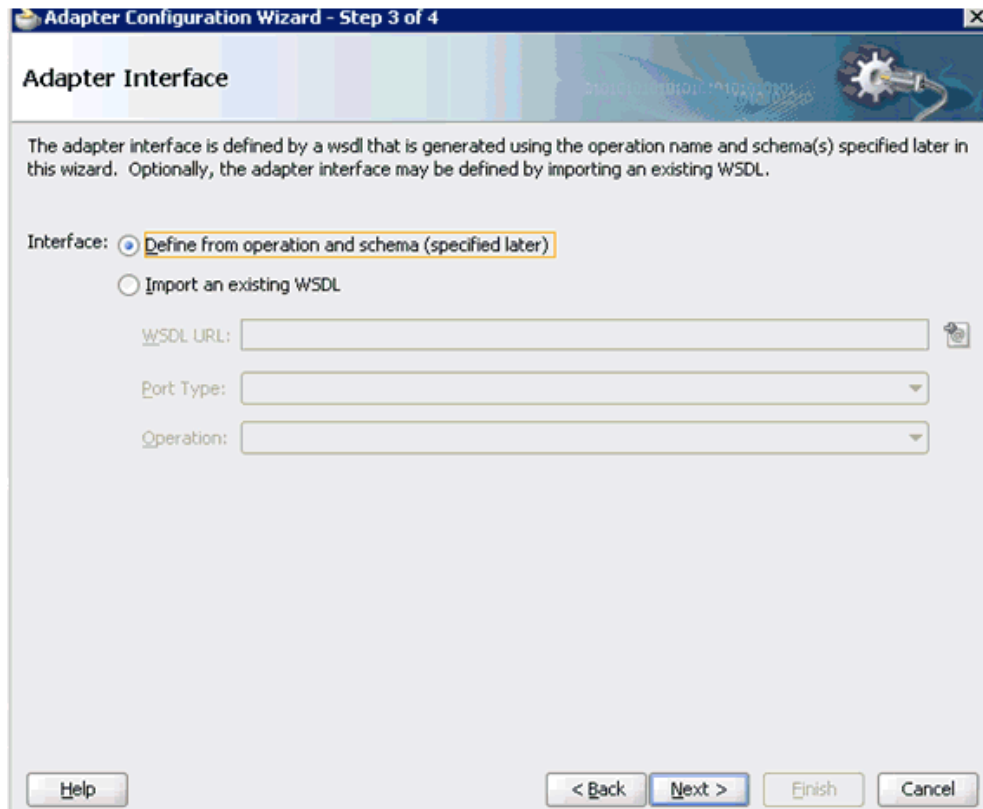 Adapter Configuration Wizard - Step 3 of 4
Adapter Interface
The adapter interface is defined by a wsdl that is generated using the operation name and schema(s) specified later in
this wizard. Optionally, the adapter interface may be defined by importing an existing WSDL.
Interface: Define from operation and schema (specified later)
Import an existing WSDL
WSDL URL:
Port Type:
Operation:
Help < Back Next > Finish Cancel